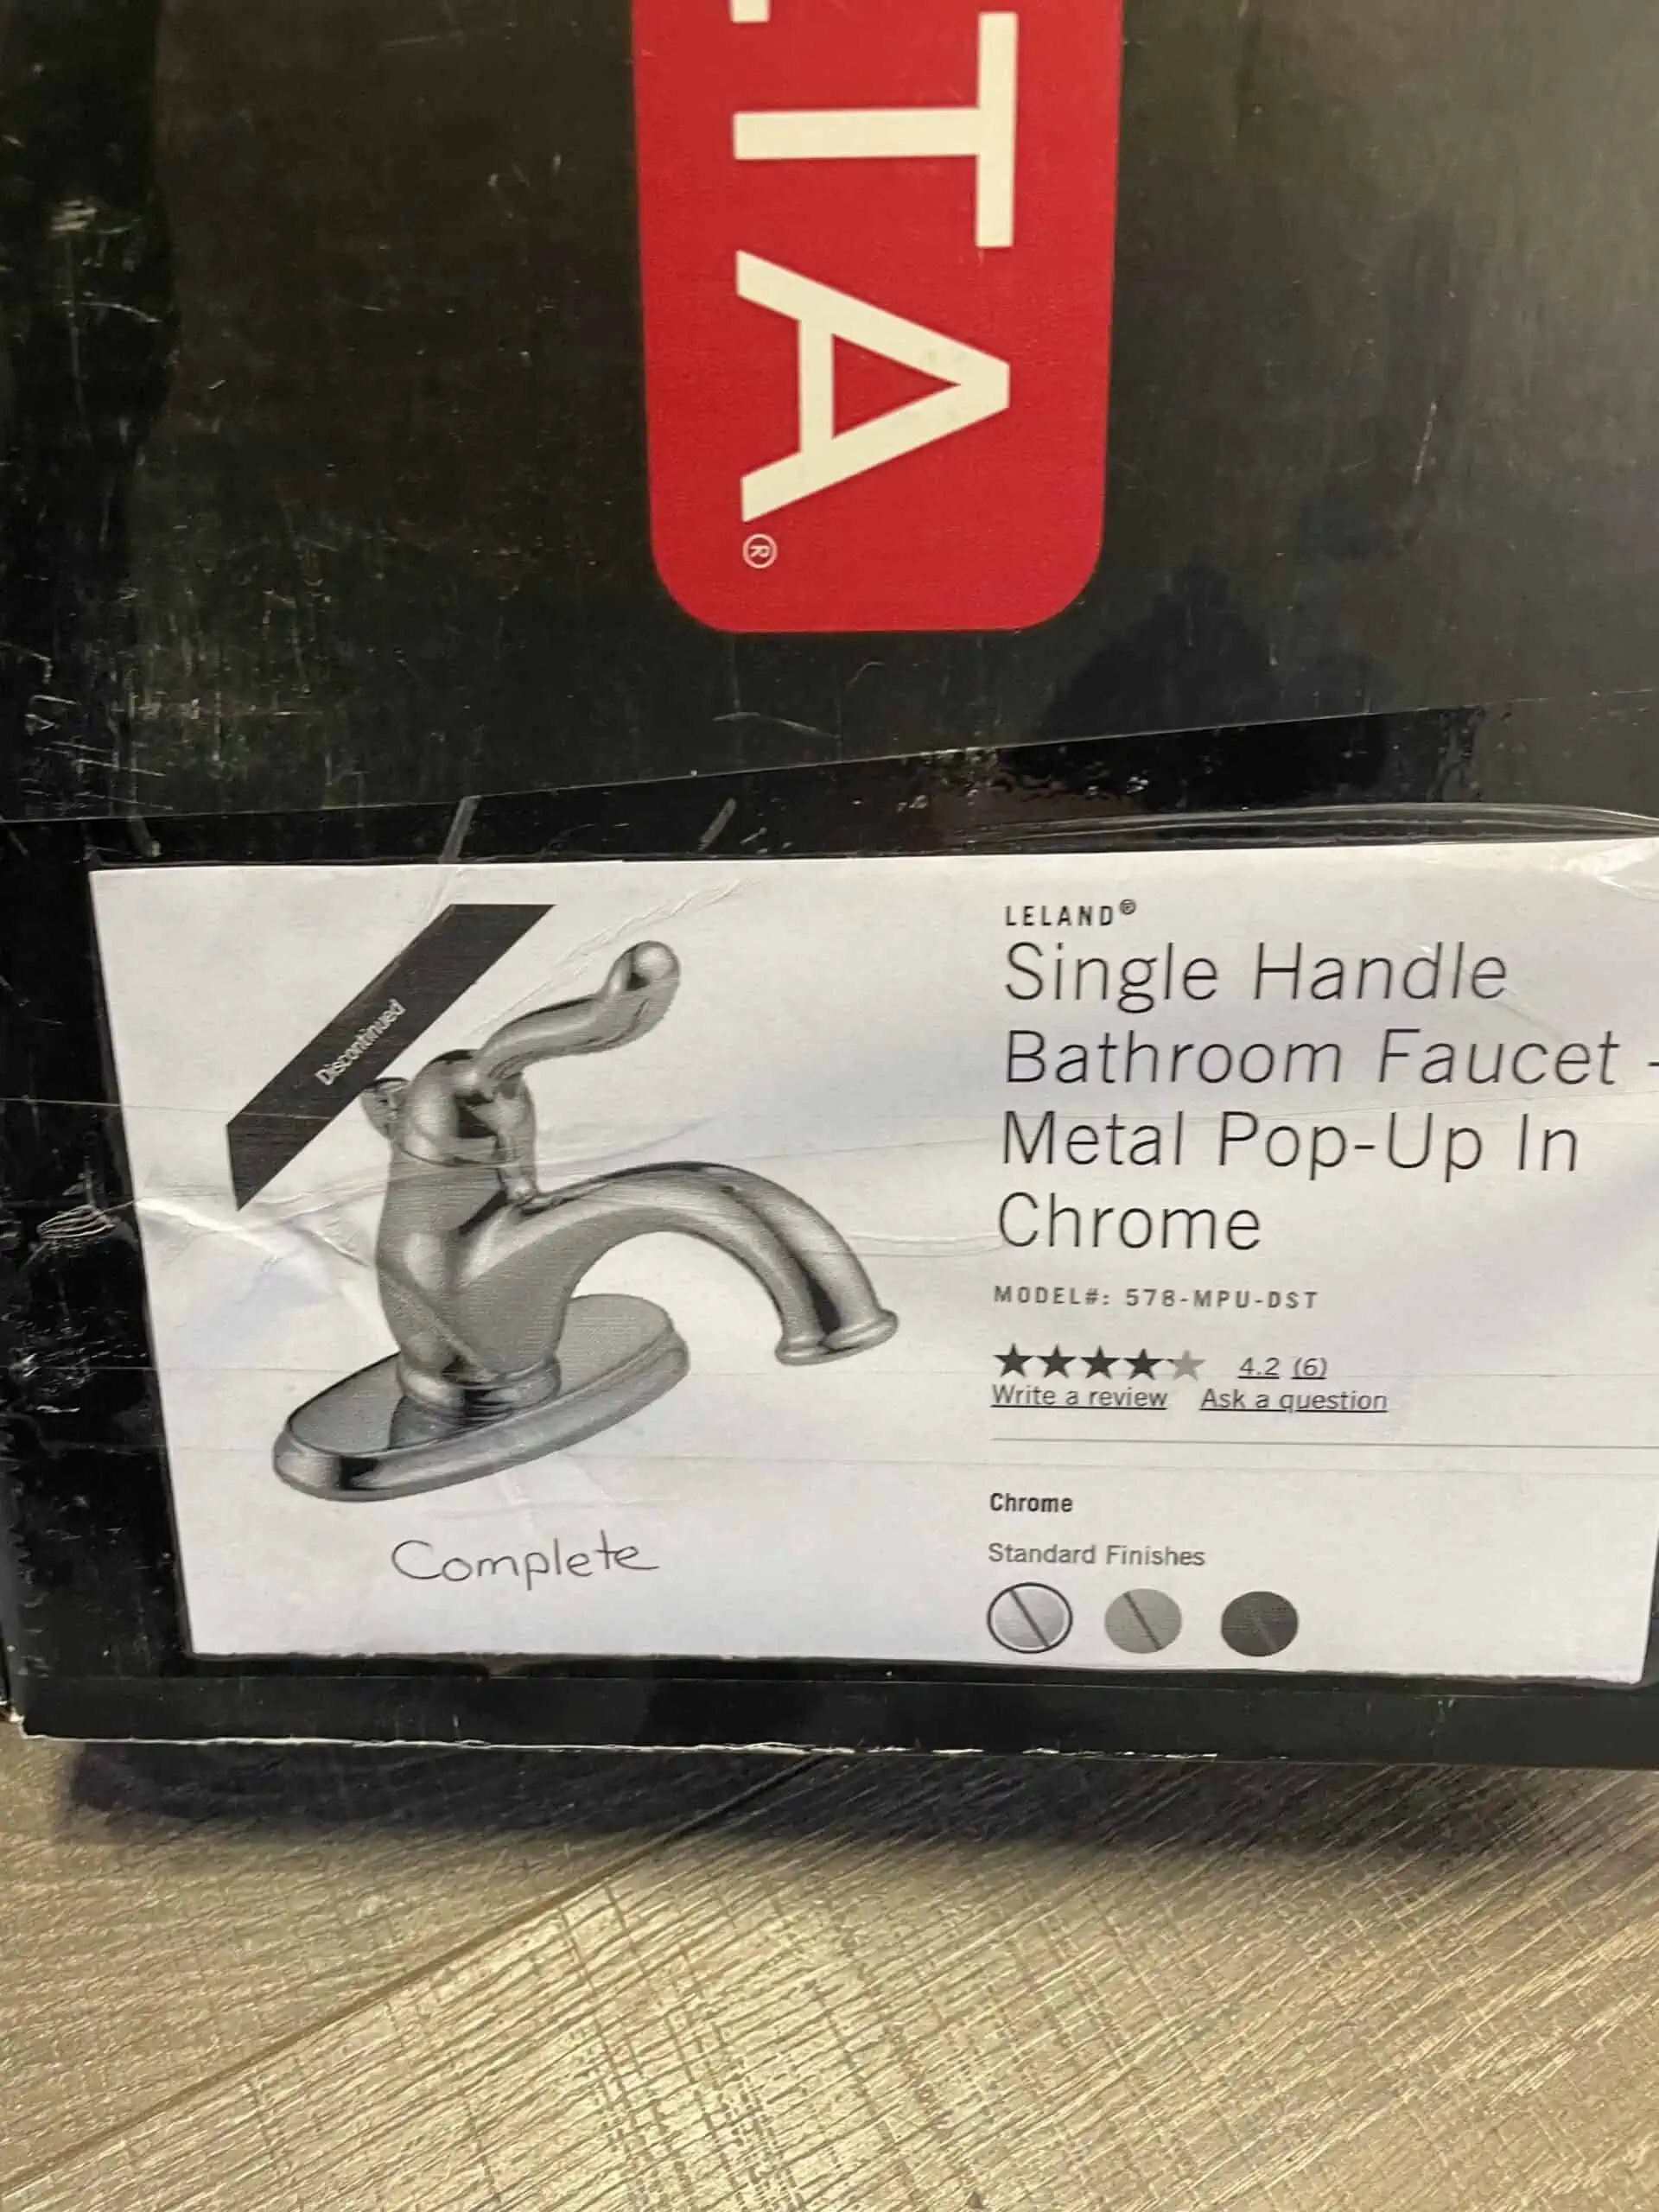 TA®
Discontinued
LELAND®
Single Handle
Bathroom Faucet -
Metal Pop-Up In
Chrome
MODEL#: 578-MPU-DST
4.2 (6)
Write a review Ask a question
Chrome
Standard Finishes
Complete